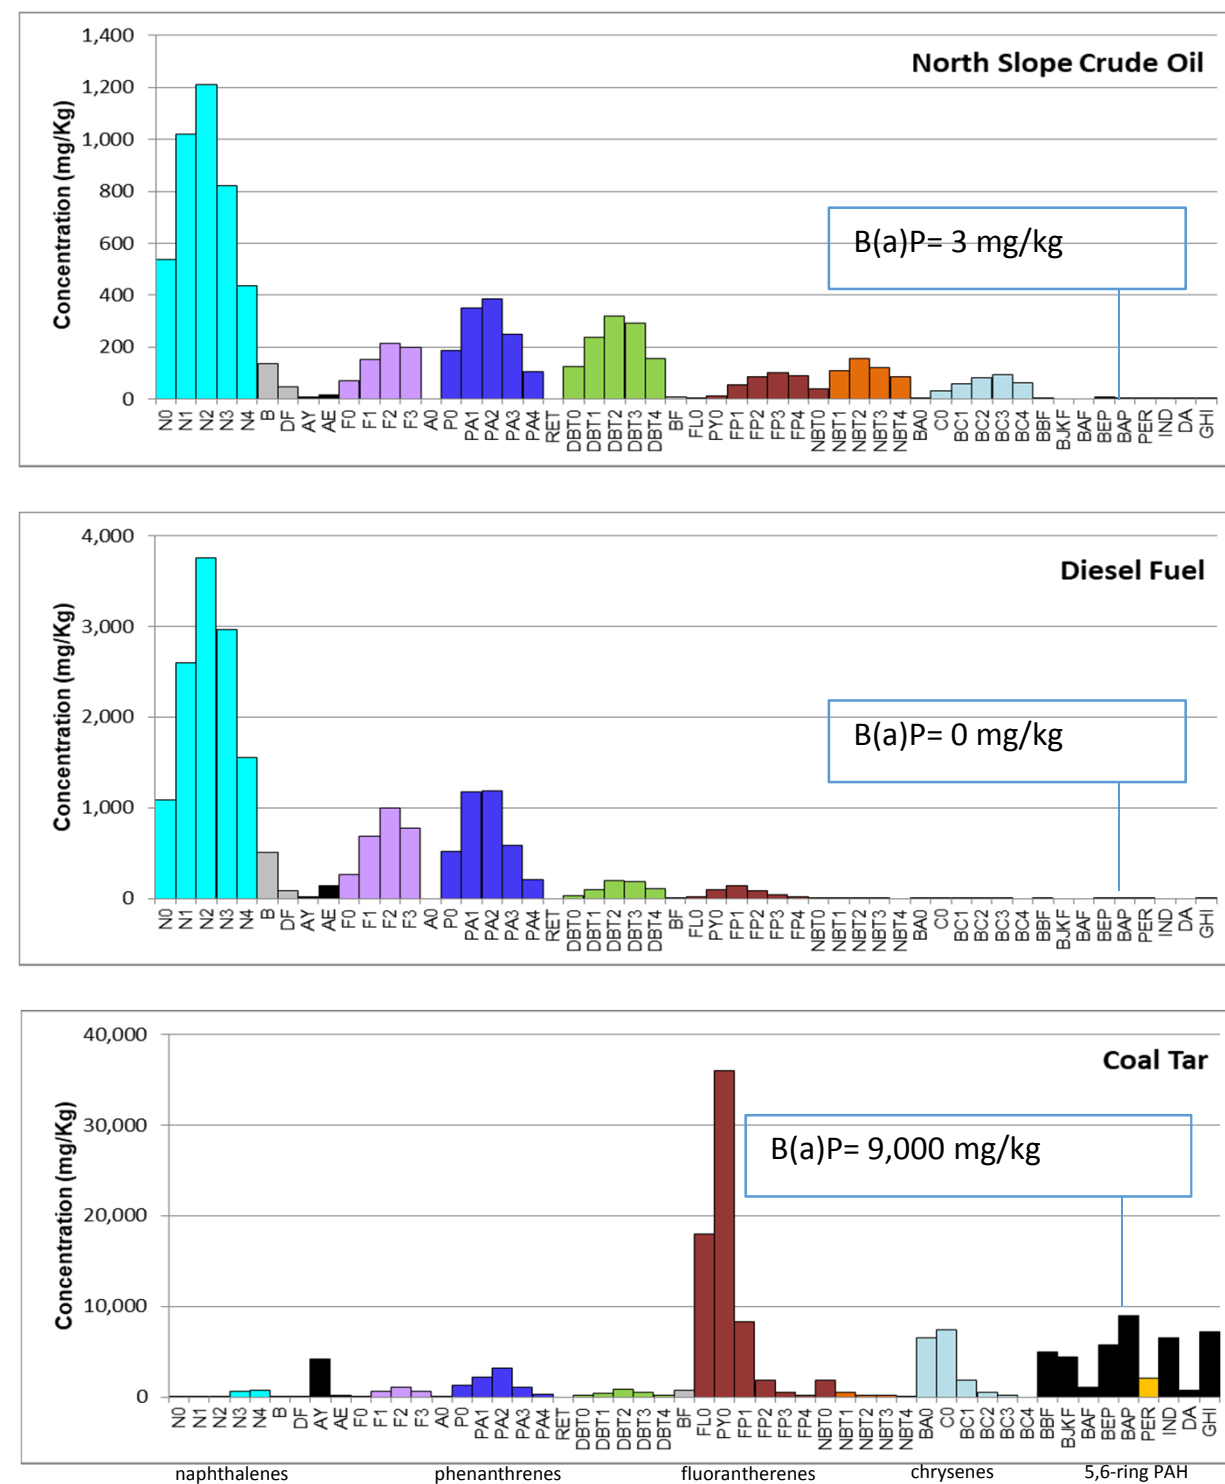 North Slope Crude Oil
Concentration (mg/Kg)
1,400
1,200
1,000
800
600
400
200
0
B(a)P= 3 mg/kg
N0 N1 N2 N3 N4 B DF AY AE F0 F1 F2 F3 A0 P0 PA1 PA2 PA3 PA4 RET DBT0 DBT1 DBT2 DBT3 DBT4 BF FL0 PY0 FP1 FP2 FP3 FP4 NBT0 NBT1 NBT2 NBT3 NBT4 BA0 C0 BC1 BC2 BC3 BC4 BBF BJKF BAF BEP BAP PER IND DA GHI
Diesel Fuel
Concentration (mg/Kg)
4,000
3,000
2,000
1,000
0
B(a)P= 0 mg/kg
N0 N1 N2 N3 N4 B DF AY AE F0 F1 F2 F3 A0 P0 PA1 PA2 PA3 PA4 RET DBT0 DBT1 DBT2 DBT3 DBT4 BF FL0 PY0 FP1 FP2 FP3 FP4 NBT0 NBT1 NBT2 NBT3 NBT4 BA0 C0 BC1 BC2 BC3 BC4 BBF BJKF BAF BEP BAP PER IND DA GHI
Coal Tar
Concentration (mg/Kg)
40,000
30,000
20,000
10,000
0
B(a)P= 9,000 mg/kg
N0 N1 N2 N3 N4 B DF AY AE F0 F1 F2 F3 A0 P0 PA1 PA2 PA3 PA4 RET DBT0 DBT1 DBT2 DBT3 DBT4 BF FL0 PY0 FP1 FP2 FP3 FP4 NBT0 NBT1 NBT2 NBT3 NBT4 BA0 C0 BC1 BC2 BC3 BC4 BBF BJKF BAF BEP BAP PER IND DA GHI
naphthalenes phenanthrenes fluorantherenes chrysenes 5,6-ring PAH